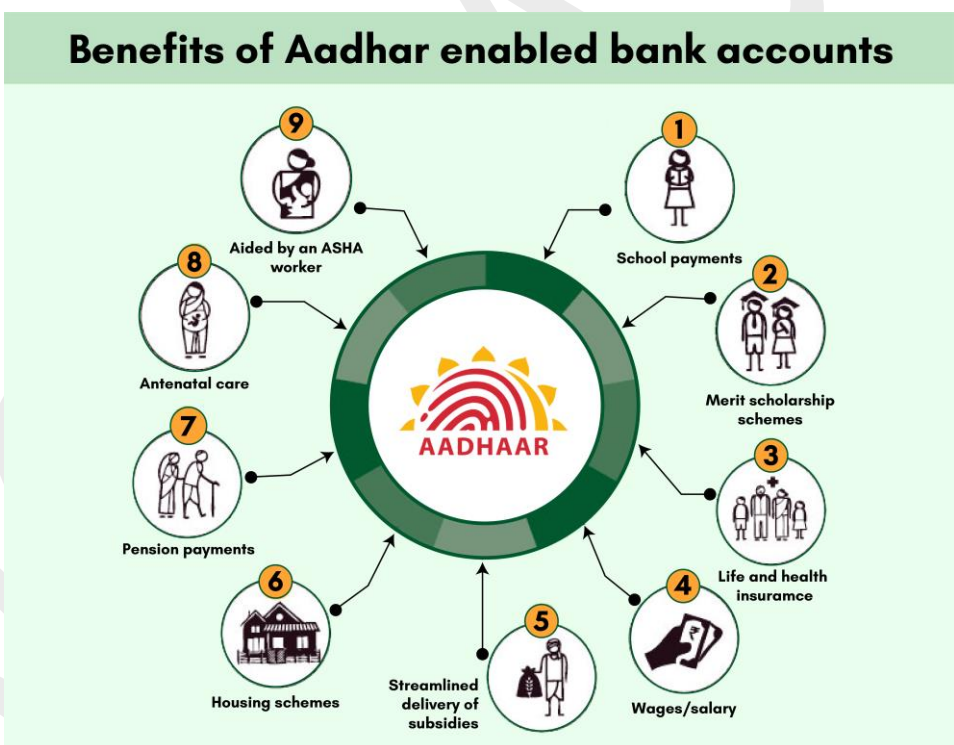 Benefits of Aadhar enabled bank accounts
1
School payments
2
Merit scholarship
schemes
3
Life and health
insuramce
4
Wages/salary
5
Streamlined
delivery of
subsidies
6
Housing schemes
7
Pension payments
8
Antenatal care
9
Aided by an ASHA
worker
AADHAAR
₹